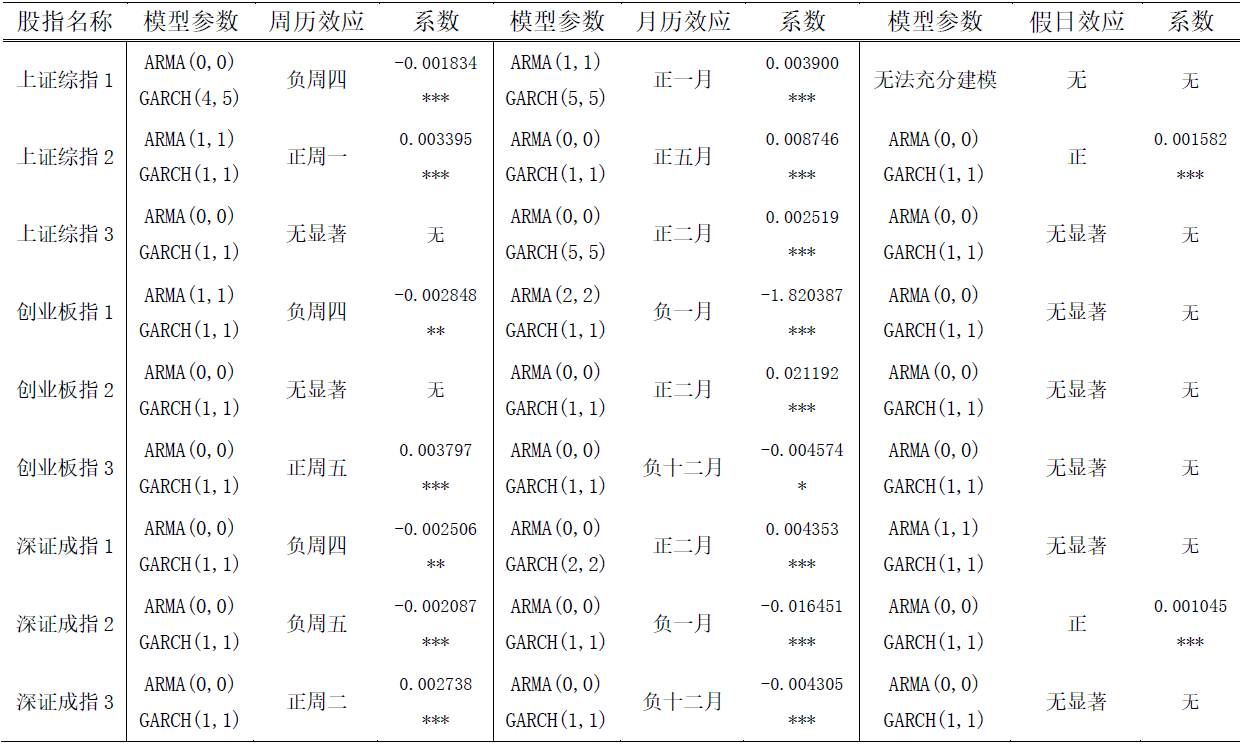 股指名称 模型参数 周历效应 系数 模型参数 月历效应 系数 模型参数 假日效应 系数
上证综指1 ARMA(0,0) GARCH(4,5) 负周四 -0.001834 *** ARMA(1,1) GARCH(5,5) 正一月 0.003900 *** 无法充分建模 无 无
上证综指2 ARMA(1,1) GARCH(1,1) 正周一 0.003395 *** ARMA(0,0) GARCH(1,1) 正五月 0.008746 *** ARMA(0,0) GARCH(1,1) 正 0.001582 ***
上证综指3 ARMA(0,0) GARCH(1,1) 无显著 无 ARMA(0,0) GARCH(5,5) 正二月 0.002519 *** ARMA(0,0) GARCH(1,1) 无显著 无
创业板指1 ARMA(1,1) GARCH(1,1) 负周四 -0.002848 ** ARMA(2,2) GARCH(1,1) 负一月 -1.820387 *** ARMA(0,0) GARCH(1,1) 无显著 无
创业板指2 ARMA(0,0) GARCH(1,1) 无显著 无 ARMA(0,0) GARCH(1,1) 正二月 0.021192 *** ARMA(0,0) GARCH(1,1) 无显著 无
创业板指3 ARMA(0,0) GARCH(1,1) 正周五 0.003797 *** ARMA(0,0) GARCH(1,1) 负十二月 -0.004574 * ARMA(0,0) GARCH(1,1) 无显著 无
深证成指1 ARMA(0,0) GARCH(1,1) 负周四 -0.002506 ** ARMA(0,0) GARCH(2,2) 正二月 0.004353 *** ARMA(1,1) GARCH(1,1) 无显著 无
深证成指2 ARMA(0,0) GARCH(1,1) 负周五 -0.002087 *** ARMA(0,0) GARCH(1,1) 负一月 -0.016451 *** ARMA(0,0) GARCH(1,1) 正 0.001045 ***
深证成指3 ARMA(0,0) GARCH(1,1) 正周二 0.002738 *** ARMA(0,0) GARCH(1,1) 负十二月 -0.004305 *** ARMA(0,0) GARCH(1,1) 无显著 无